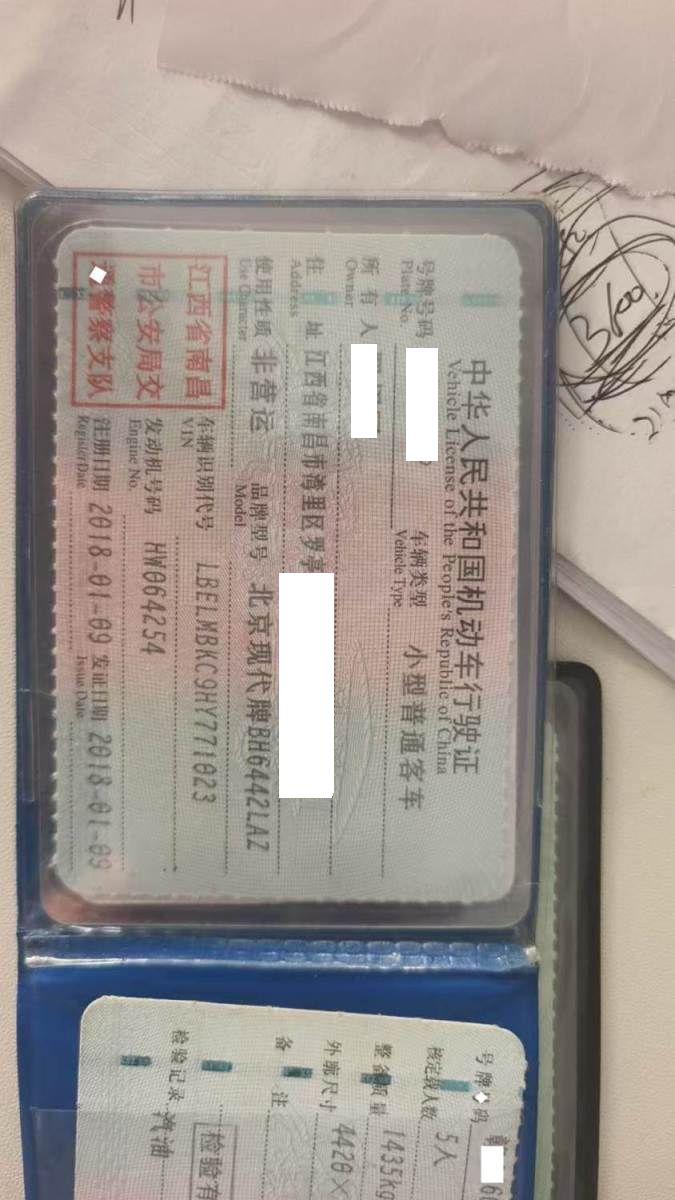 中华人民共和国机动车行驶证
Vehicle License of the People's Republic of China
号牌号码
Plate No.
车辆类型 小型普通客车
Vehicle Type
所有人
Owner
住址 江西省南昌市湾里区罗亭
Address
使用性质 非营运 品牌型号 北京现代牌BH6442LAZ
Use Character Model
江西省南昌
市公安局交
警察支队
车辆识别代号 LBELMBKC9HY771023
VIN
发动机号码 HW064254
Engine No.
注册日期 2018-01-09 发证日期 2018-01-09
Register Date Issue Date
号牌 码
核定载人数 5人
整备质量 1435kg
外廓尺寸 4420×
备注
检验记录 汽油
检验有
3100